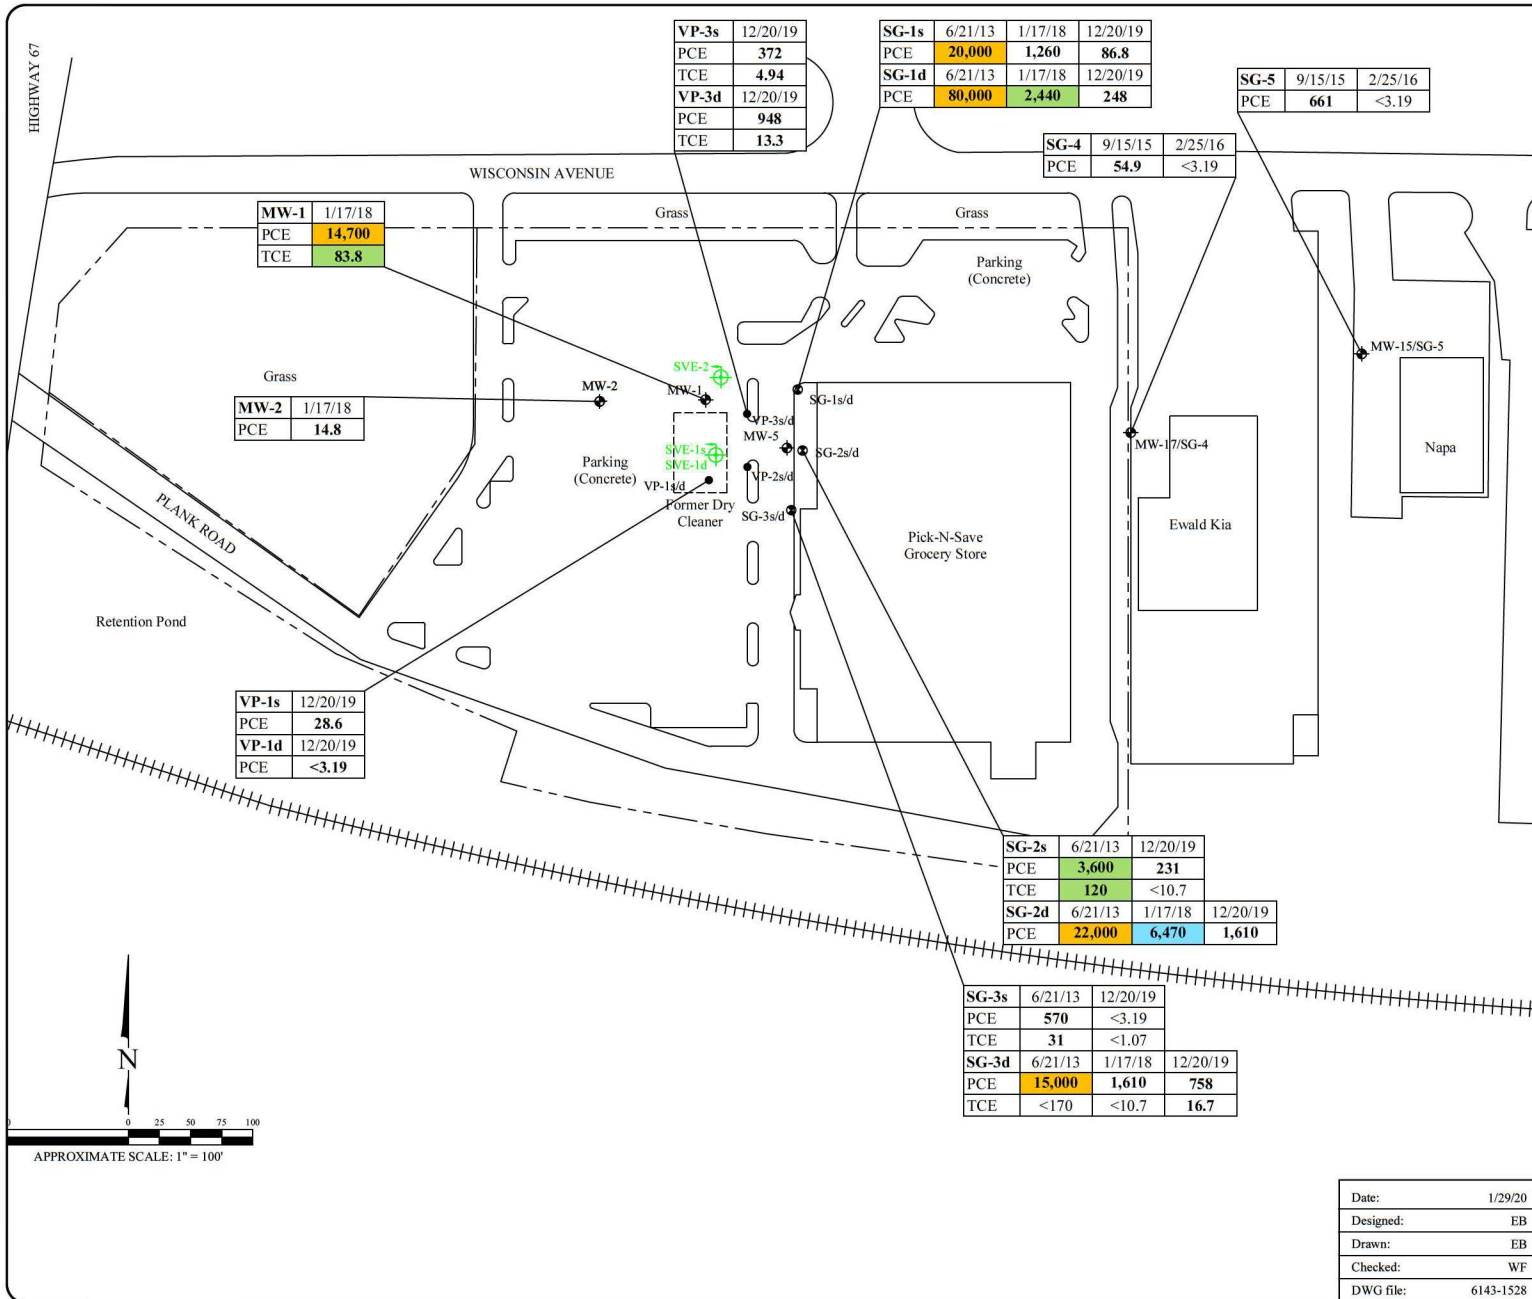 HIGHWAY 67
VP-3s 12/20/19
PCE 372
TCE 4.94
VP-3d 12/20/19
PCE 948
TCE 13.3
SG-1s 6/21/13 1/17/18 12/20/19
PCE 20,000 1,260 86.8
SG-1d 6/21/13 1/17/18 12/20/19
PCE 80,000 2,440 248
SG-5 9/15/15 2/25/16
PCE 661 <3.19
SG-4 9/15/15 2/25/16
PCE 54.9 <3.19
WISCONSIN AVENUE
MW-1 1/17/18
PCE 14,700
TCE 83.8
Grass
Grass
Parking
(Concrete)
MW-15/SG-5
SVE-2
Grass
MW-2
MW-1
SG-1s/d
MW-2 1/17/18
PCE 14.8
VP-3s/d
MW-5
MW-17/SG-4
Napa
SVE-1s
SVE-1d
SG-2s/d
Parking
(Concrete)
VP-2s/d
VP-1s/d
Former Dry
Cleaner
SG-3s/d
PLANK ROAD
Ewald Kia
Pick-N-Save
Grocery Store
Retention Pond
VP-1s 12/20/19
PCE 28.6
VP-1d 12/20/19
PCE <3.19
SG-2s 6/21/13 12/20/19
PCE 3,600 231
TCE 120 <10.7
SG-2d 6/21/13 1/17/18 12/20/19
PCE 22,000 6,470 1,610
SG-3s 6/21/13 12/20/19
PCE 570 <3.19
TCE 31 <1.07
SG-3d 6/21/13 1/17/18 12/20/19
PCE 15,000 1,610 758
TCE <170 <10.7 16.7
N
0 0 25 50 75 100
APPROXIMATE SCALE: 1" = 100'
Date: 1/29/20
Designed: EB
Drawn: EB
Checked: WF
DWG file: 6143-1528